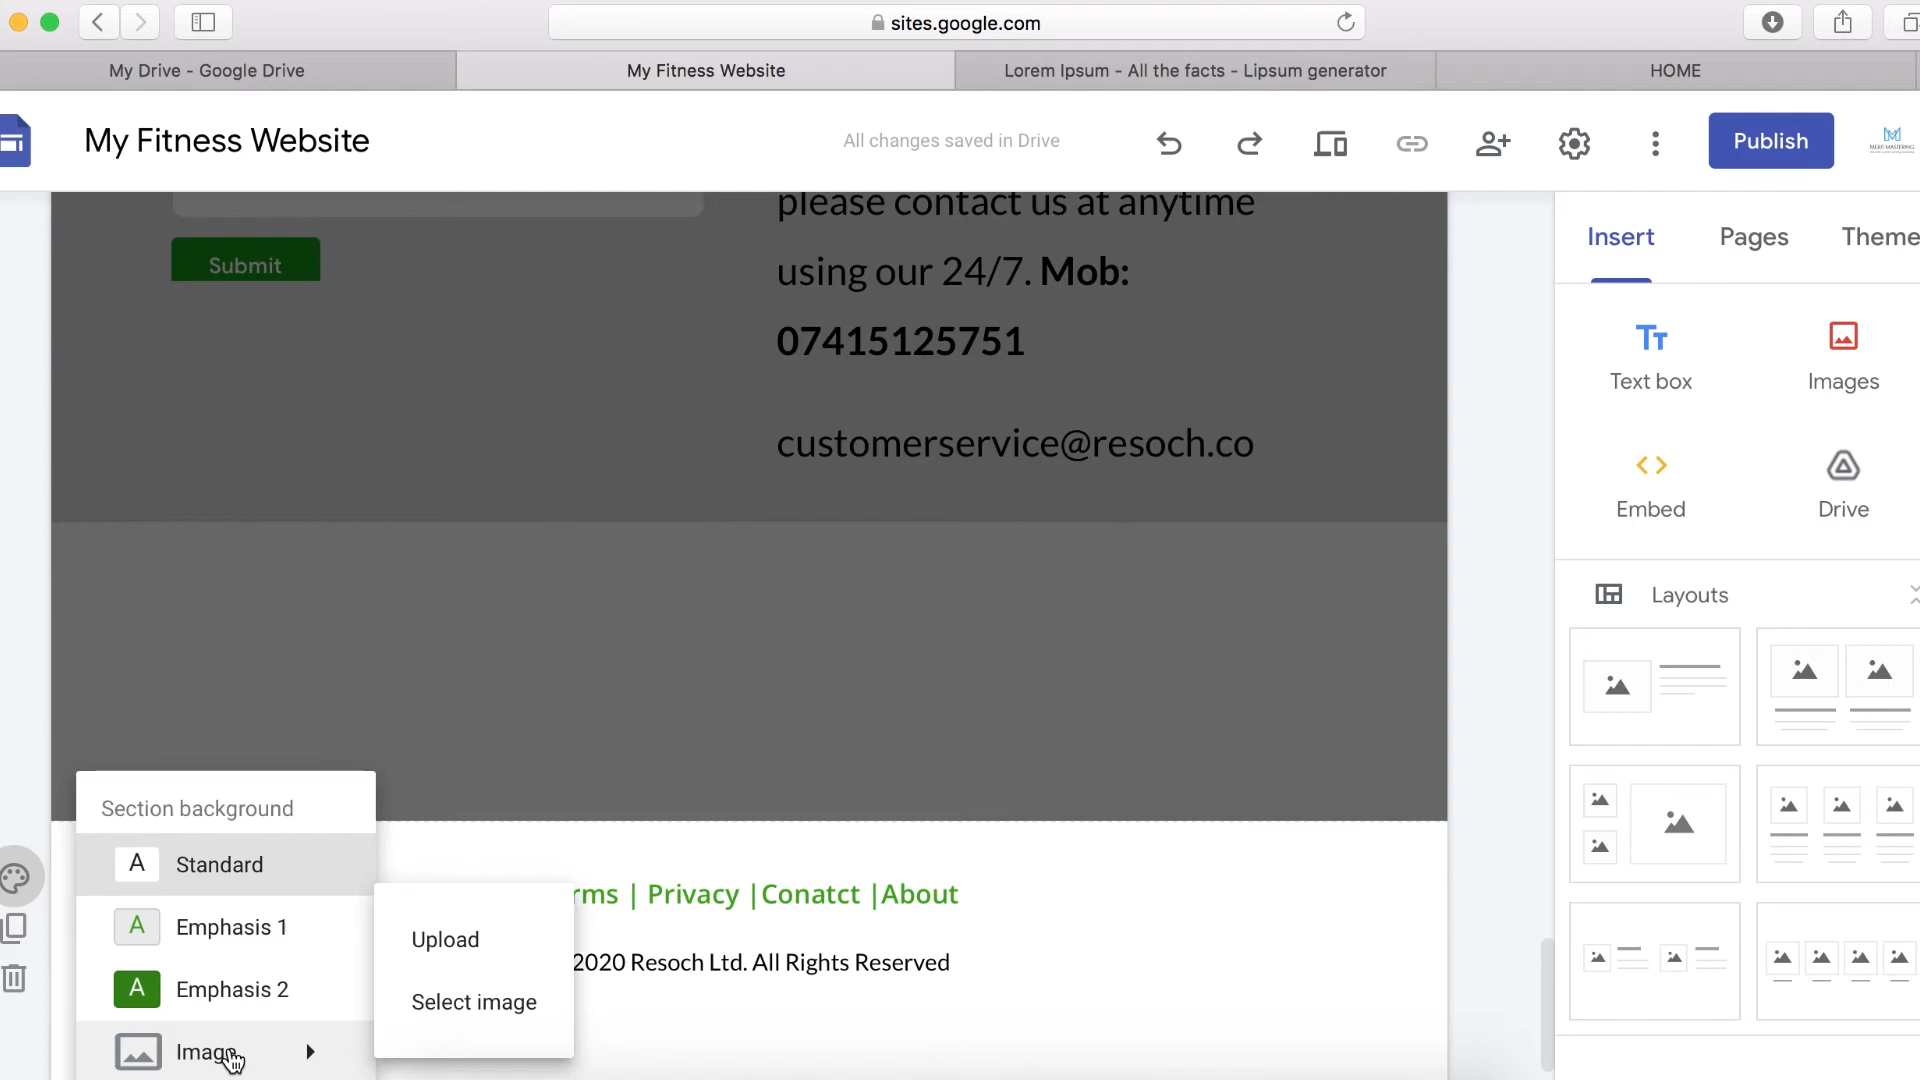 sites.google.com
My Drive - Google Drive
My Fitness Website
Lorem Ipsum - All the facts - Lipsum generator
HOME
My Fitness Website
All changes saved in Drive
Publish
MERIT MASTERING
please contact us at anytime
using our 24/7. Mob:
07415125751
customerservice@resoch.co
Submit
Insert
Pages
Theme
Tт
Text box
Images
Embed
Drive
Layouts
Section background
A Standard
A Emphasis 1
A Emphasis 2
Image
Upload
Select image
rms | Privacy |Conatct |About
2020 Resoch Ltd. All Rights Reserved